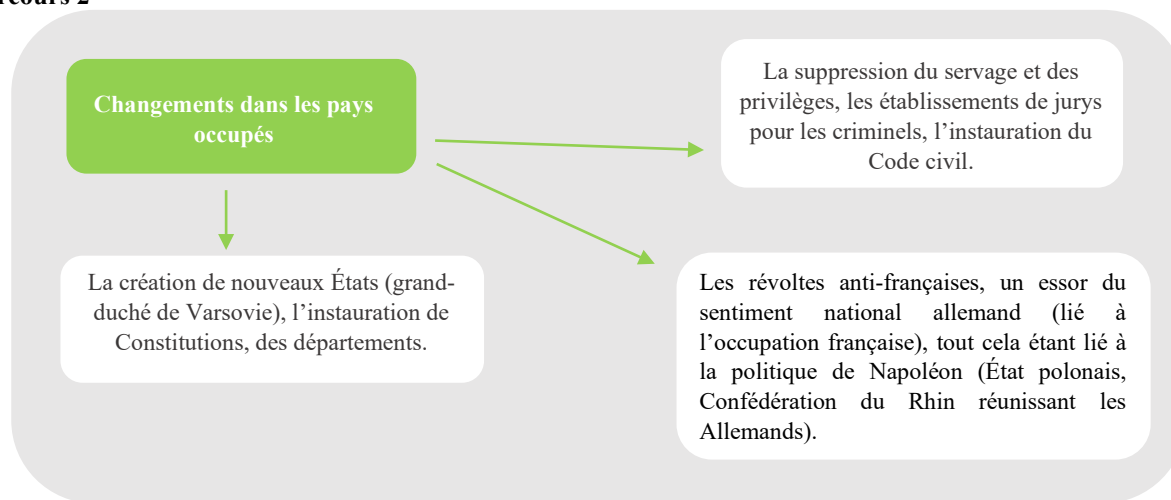 rcours 2
Changements dans les pays
occupés
La suppression du servage et des
privilèges, les établissements de jurys
pour les criminels, l’instauration du
Code civil.
La création de nouveaux États (grand-
duché de Varsovie), l’instauration de
Constitutions, des départements.
Les révoltes anti-françaises, un essor du
sentiment national allemand (lié à
l’occupation française), tout cela étant lié à
la politique de Napoléon (État polonais,
Confédération du Rhin réunissant les
Allemands).